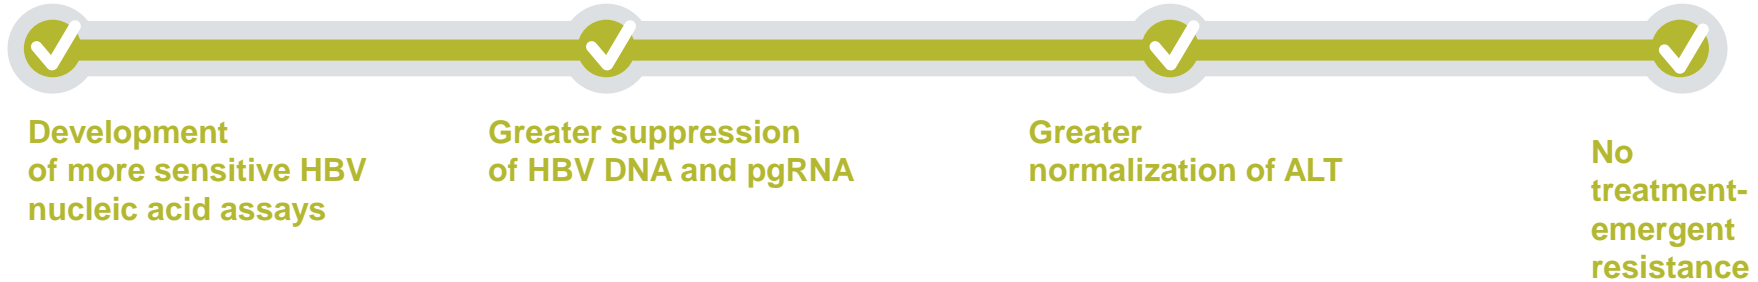 Development
of more sensitive HBV
nucleic acid assays
Greater suppression
of HBV DNA and pgRNA
Greater
normalization of ALT
No
treatment-
emergent
resistance